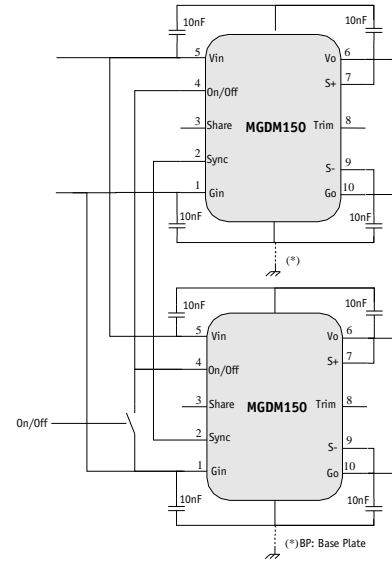 10nF 10nF
5 Vin Vo 6
4 On/Off S+ 7
3 Share MGDM150 Trim 8
2 Sync S- 9
1 Gin Go 10
10nF 10nF
(*)
10nF 10nF
5 Vin Vo 6
4 On/Off S+ 7
3 Share MGDM150 Trim 8
On/Off
2 Sync S- 9
1 Gin Go 10
10nF 10nF
(*)BP: Base Plate